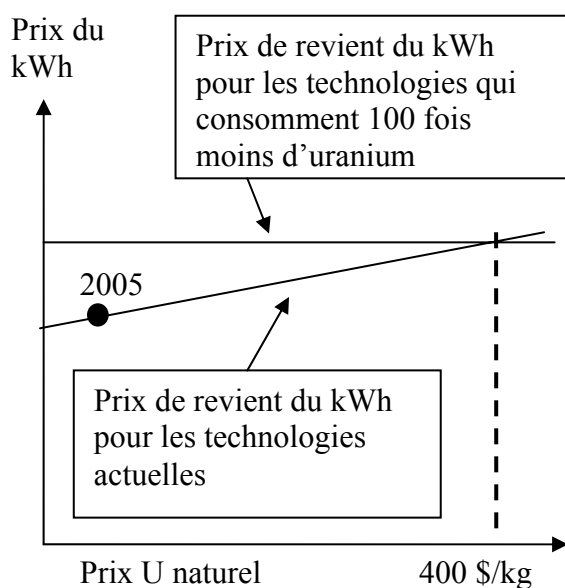 Prix du
kWh
Prix de revient du kWh
pour les technologies qui
consomment 100 fois
moins d'uranium
2005
Prix de revient du kWh
pour les technologies
actuelles
Prix U naturel
400 $/kg